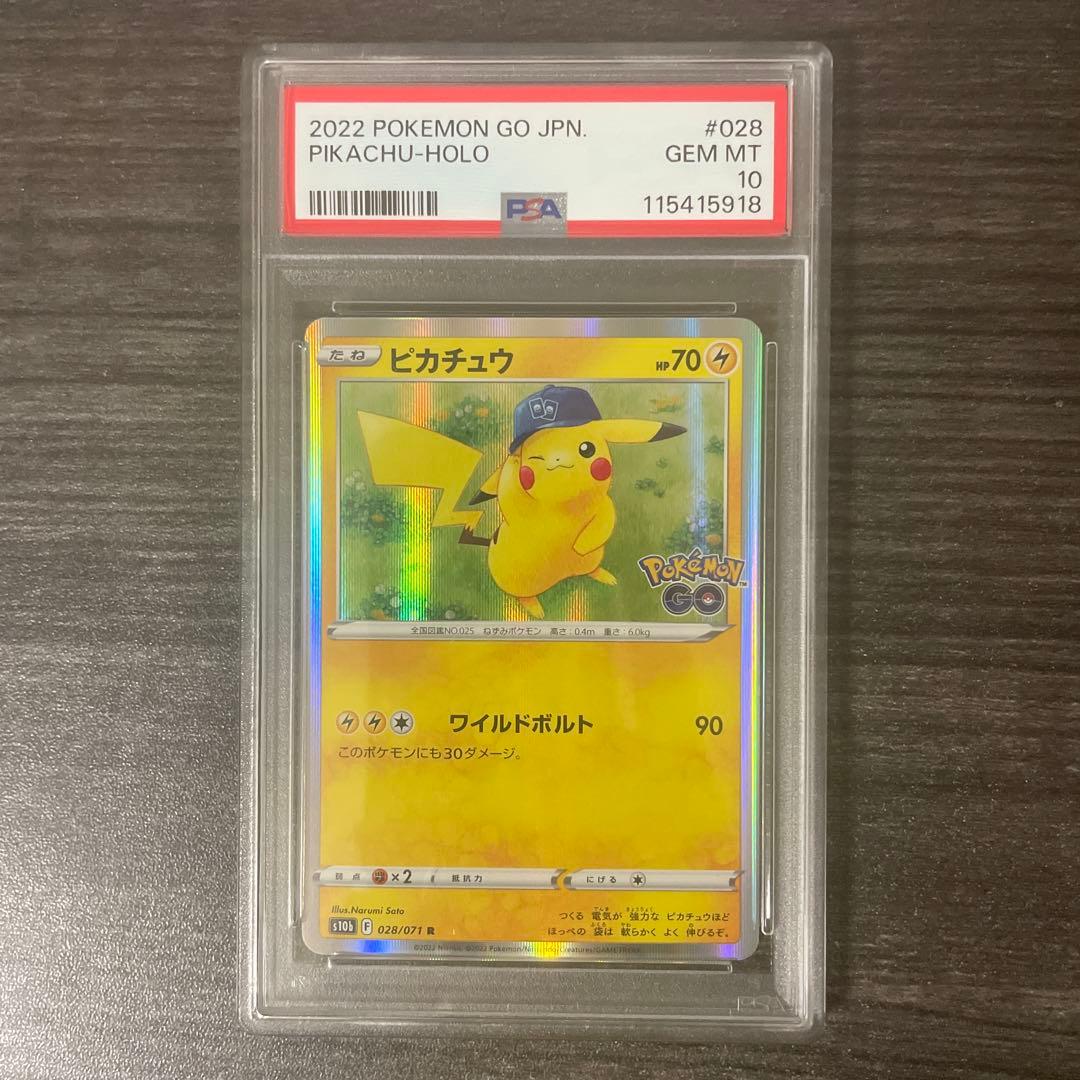 2022 POKEMON GO JPN. #028
PIKACHU-HOLO GEM MT
10
PSA 115415918
たね ピカチュウ HP70
Pokémon GO
全国図鑑NO.025 ねずみポケモン 高さ:0.4m 重さ:6.0kg
ワイルドボルト 90
このポケモンにも30ダメージ。
弱点 ×2 抵抗力 にげる
Illus.Narumi Sato
つくる 電気が 強力な ピカチュウほど
ほっぺの 袋は 軟らかく よく 伸びるぞ。
s10b F 028/071 R
©2022 Pokémon/Nintendo/Creatures/GAME FREAK